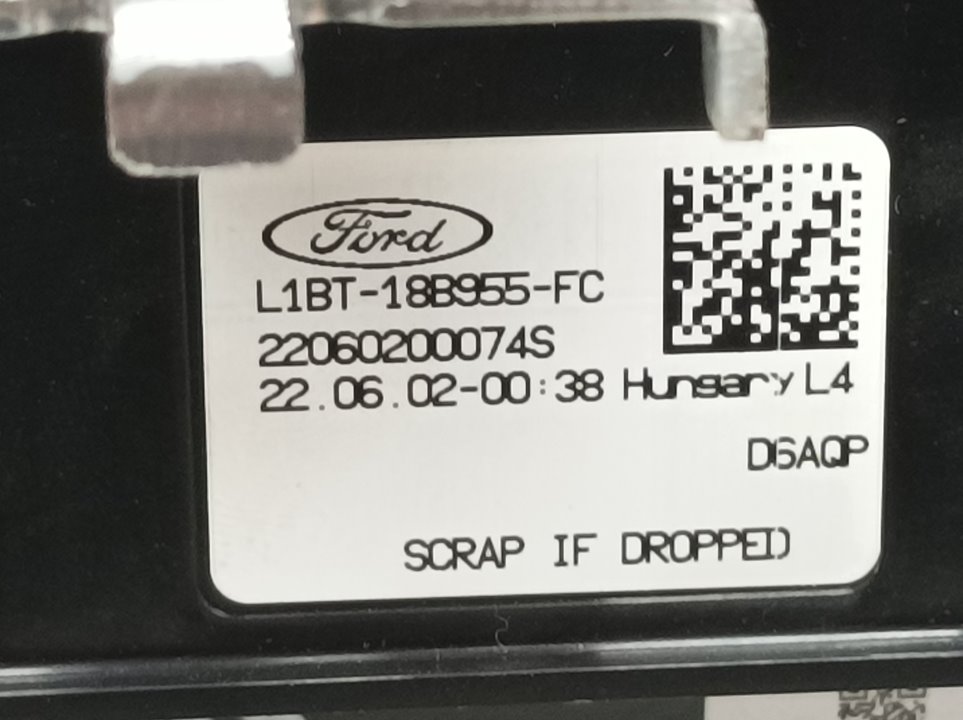 Ford
L1BT-18B955-FC
22060200074S
22.06.02-00:38 Hungary L4
D6AQP
SCRAP IF DROPPED